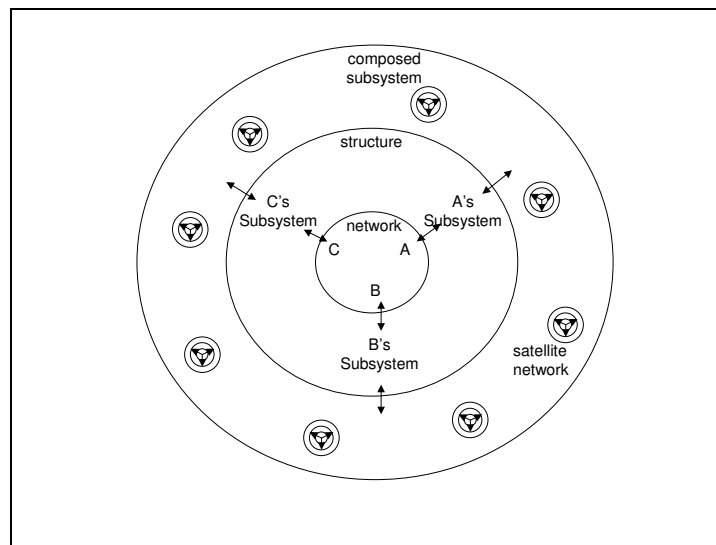 composed
subsystem
structure
C's
Subsystem
A's
Subsystem
network
C
A
B
B's
Subsystem
satellite
network